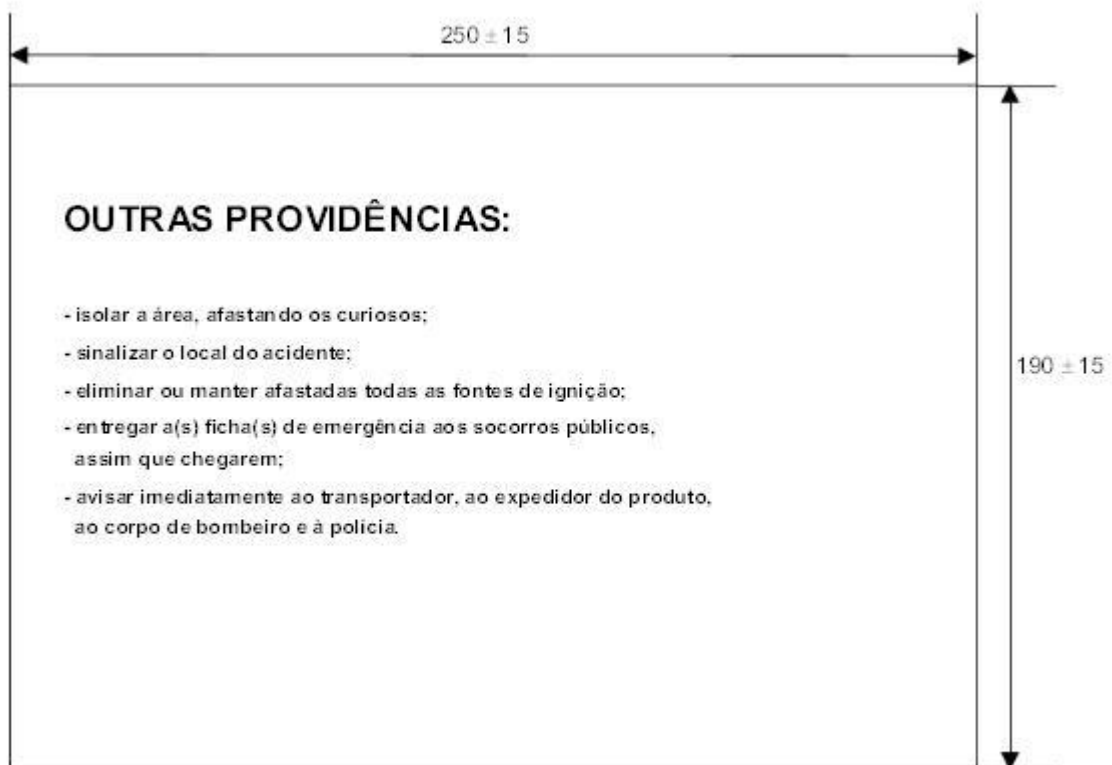 250 ± 15
OUTRAS PROVIDÊNCIAS:
- isolar a área, afastando os curiosos;
- sinalizar o local do acidente;
190 ± 15
- eliminar ou manter afastadas todas as fontes de ignição;
- entregar a(s) ficha(s) de emergência aos socorros públicos,
assim que chegarem;
- avisar imediatamente ao transportador, ao expedidor do produto,
ao corpo de bombeiro e à polícia.